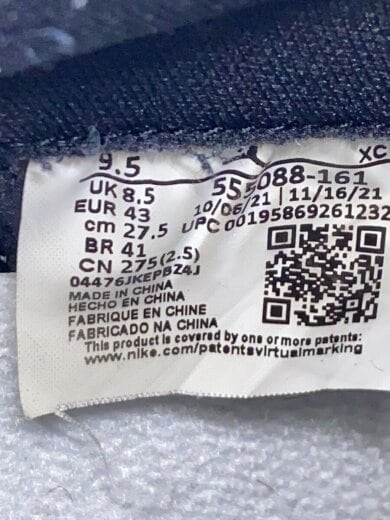 9.5 XC
UK 8.5
EUR 43 10/06/21 | 11/16/21
cm 27.5 UPC 00195869261232
BR 41
CN 275(2.5)
04476JKEPBZ4J
MADE IN CHINA
HECHO EN CHINA
FABRIQUE EN CHINE
FABRICADO NA CHINA
This product is covered by one or more patents:
www.nike.com/patentsvirtualmarking